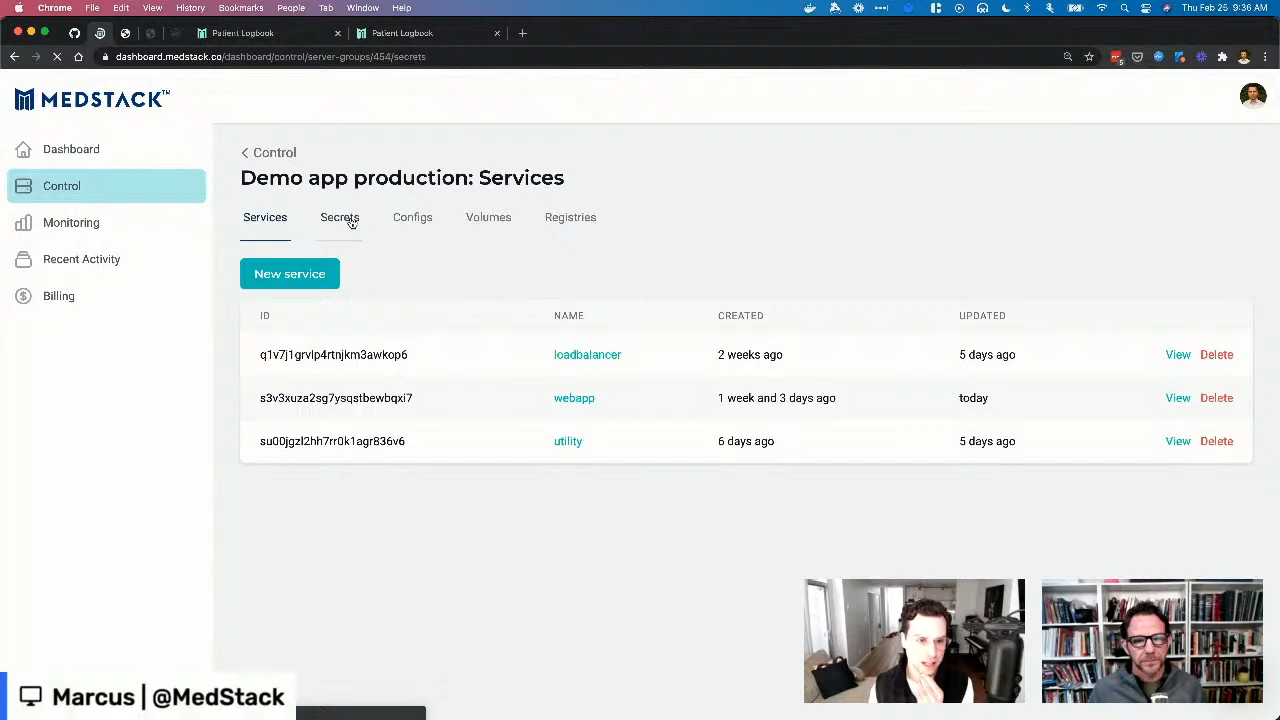 Chrome File Edit View History Bookmarks People Tab Window Help Thu Feb 25 9:36 AM
Patient Logbook Patient Logbook
dashboard.medstack.co/dashboard/control/server-groups/454/secrets
MEDSTACK™
Dashboard
Control
Monitoring
Recent Activity
Billing
Control
Demo app production: Services
Services Secrets Configs Volumes Registries
New service
ID NAME CREATED UPDATED
q1v7j1grvlp4rtnjkm3awkop6 loadbalancer 2 weeks ago 5 days ago View Delete
s3v3xuza2sg7ysqstbewbqxi7 webapp 1 week and 3 days ago today View Delete
su00jgzl2hh7rr0k1agr836v6 utility 6 days ago 5 days ago View Delete
Marcus | @MedStack